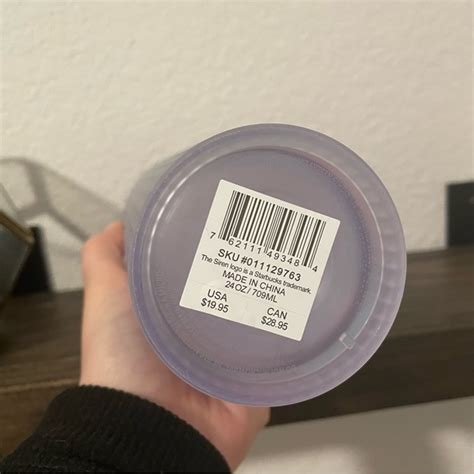 7 62111 49348 4
SKU #011129763
The Siren logo is a Starbucks trademark.
MADE IN CHINA
24OZ/709ML
USA CAN
$19.95 $28.95